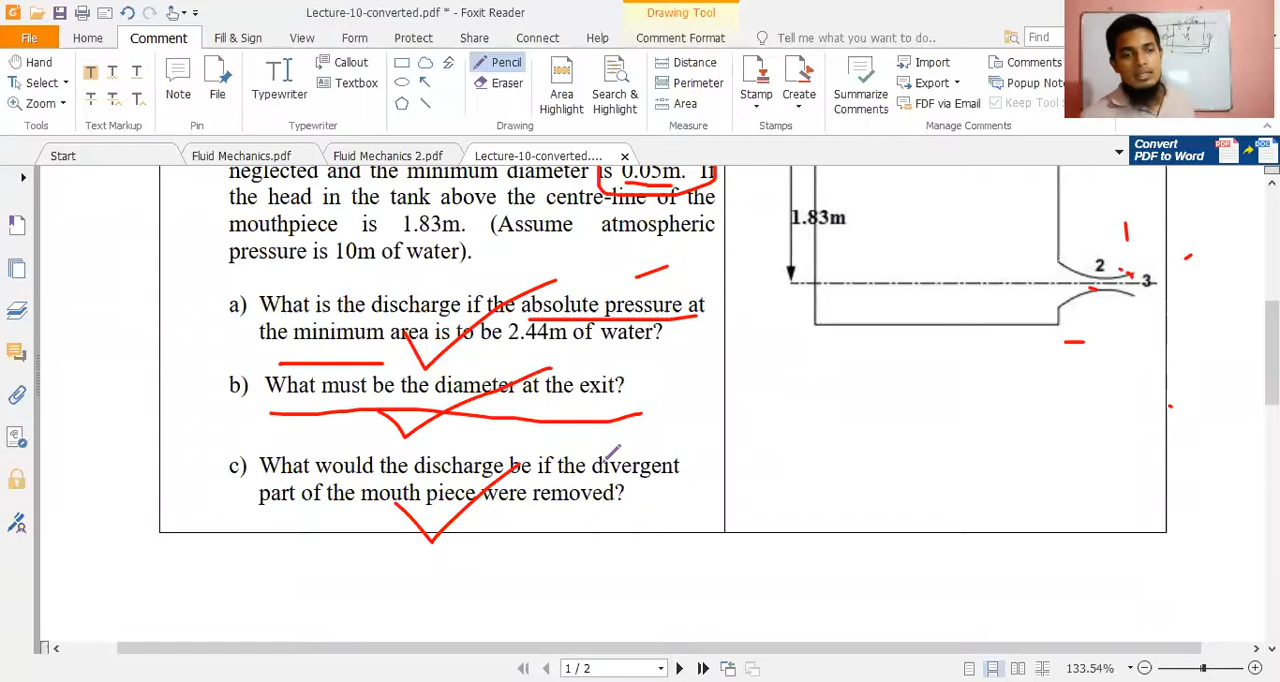 Lecture-10-converted.pdf * - Foxit Reader
Drawing Tool
File
Home
Comment
Fill & Sign
View
Form
Protect
Share
Connect
Help
Comment Format
Tell me what you want to do..
Find
Hand
Select
Zoom
Tools
T T T
T T T
Text Markup
Note
File
Pin
Typewriter
Callout
Textbox
Typewriter
Pencil
Eraser
Drawing
Area
Highlight
Search &
Highlight
Distance
Perimeter
Area
Measure
Stamp
Create
Stamps
Summarize
Comments
Import
Export
FDF via Email
Comments
Popup Note
Keep Tool S
Manage Comments
Start
Fluid Mechanics.pdf
Fluid Mechanics 2.pdf
Lecture-10-converted....
Convert
PDF to Word
neglected and the minimum diameter is 0.05m. If
the head in the tank above the centre-line of the
mouthpiece is 1.83m. (Assume atmospheric
pressure is 10m of water).
a) What is the discharge if the absolute pressure at
the minimum area is to be 2.44m of water?
b) What must be the diameter at the exit?
c) What would the discharge be if the divergent
part of the mouth piece were removed?
1.83m
2
3
1 / 2
133.54%